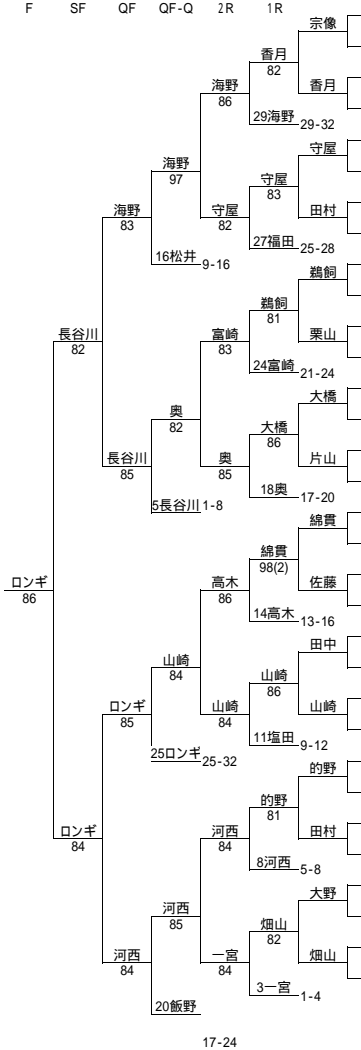 F SF QF QF-Q 2R 1R
宗像
香月
82
海野
86
香月
29海野 29-32
海野
97
守屋
守屋
83
海野
83
守屋
82
田村
27福田 25-28
16松井 9-16
鵜飼
鵜飼
81
長谷川
82
富崎
83
栗山
24富崎 21-24
大橋
奥
82
大橋
86
長谷川
85
奥
85
片山
18奥 17-20
5長谷川 1-8
綿貫
綿貫
98(2)
ロンギ
86
高木
86
佐藤
14高木 13-16
田中
山崎
84
山崎
86
ロンギ
85
山崎
84
山崎
11塩田 9-12
25ロンギ 25-32
的野
的野
81
ロンギ
84
河西
84
田村
8河西 5-8
大野
河西
85
畑山
82
河西
84
一宮
84
畑山
3一宮 1-4
20飯野
17-24